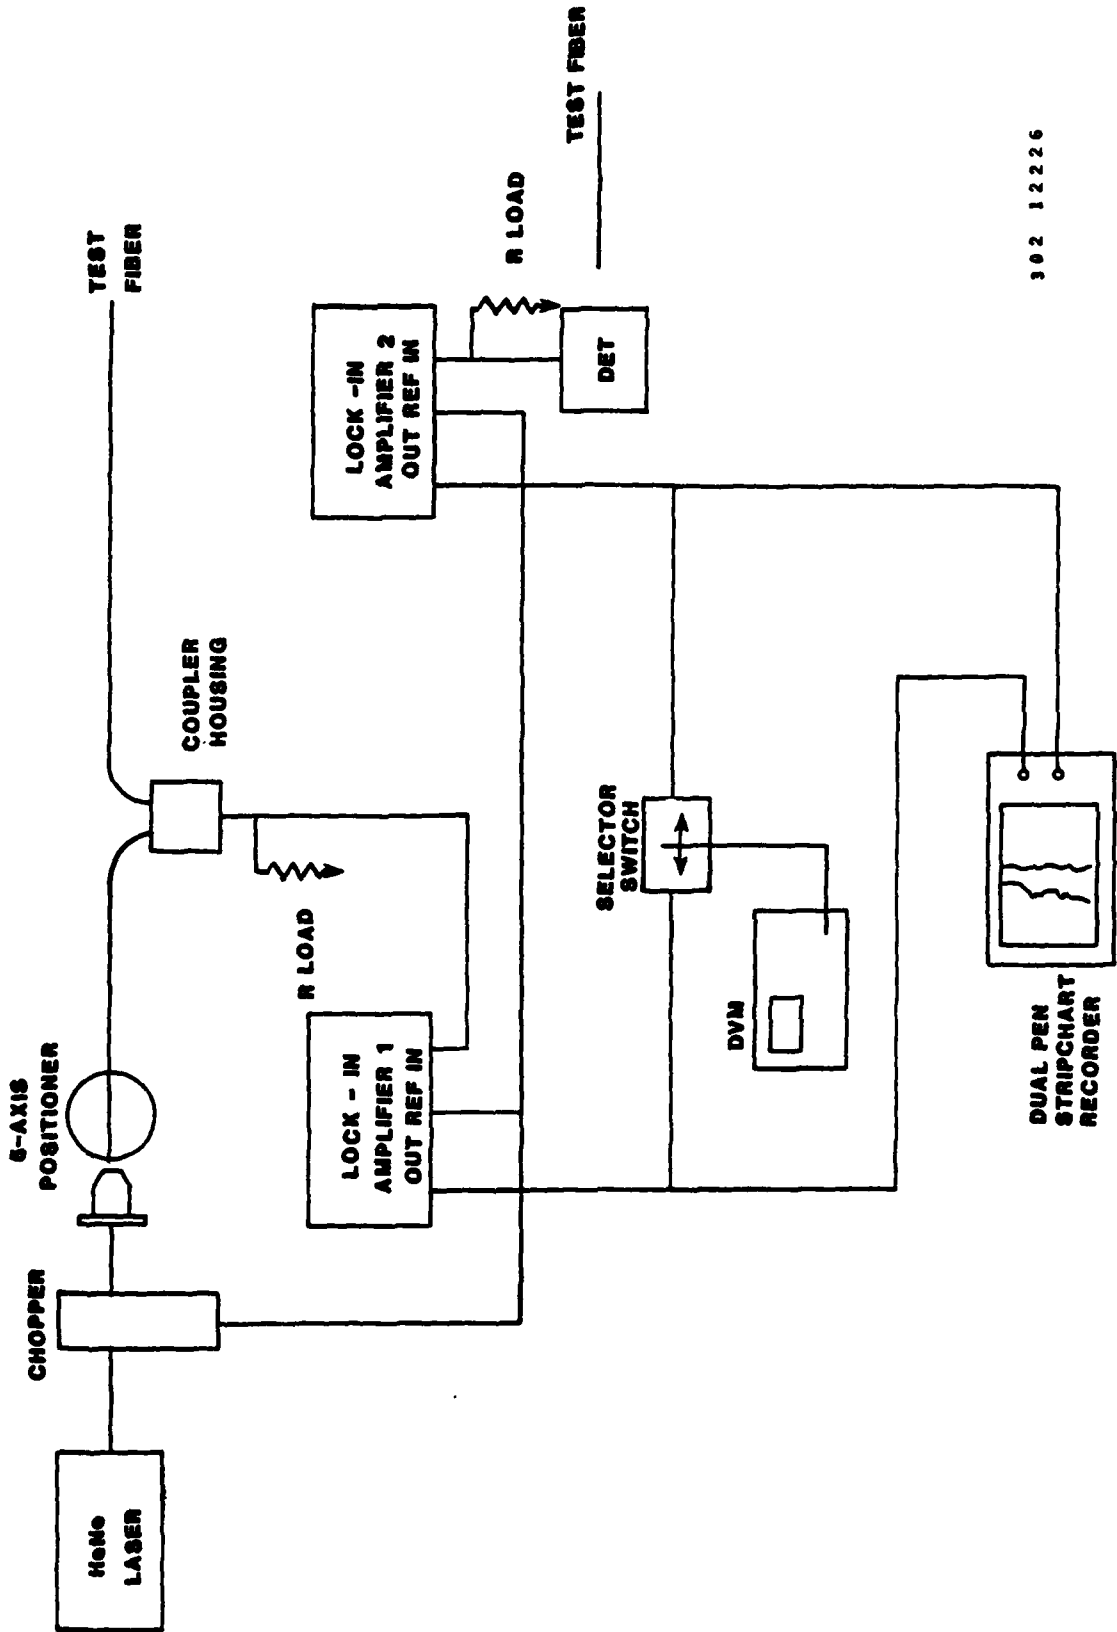 HeNe
LASER
CHOPPER
5-AXIS
POSITIONER
COUPLER
HOUSING
TEST
FIBER
R LOAD
LOCK - IN
AMPLIFIER 1
OUT REF IN
LOCK -IN
AMPLIFIER 2
OUT REF IN
R LOAD
DET
TEST FIBER
SELECTOR
SWITCH
DVM
DUAL PEN
STRIPCHART
RECORDER
302 12226